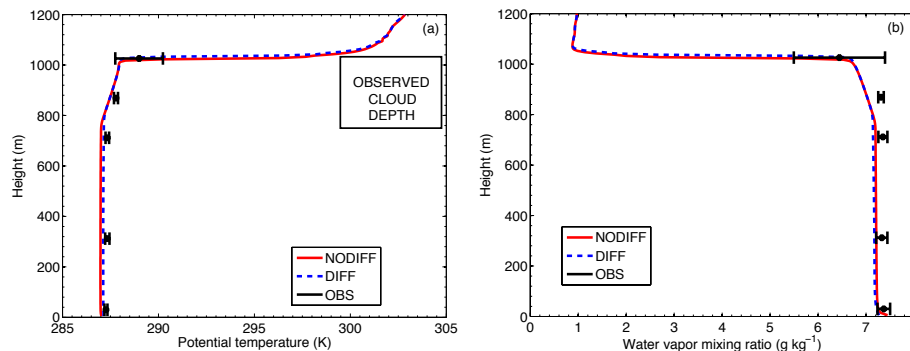 1200
1000
800
600
400
200
0
Height (m)
(a)
OBSERVED
CLOUD
DEPTH
NODIFF
DIFF
OBS
285 290 295 300 305
Potential temperature (K)
1200
1000
800
600
400
200
0
Height (m)
(b)
NODIFF
DIFF
OBS
0 1 2 3 4 5 6 7
Water vapor mixing ratio (g kg⁻¹)